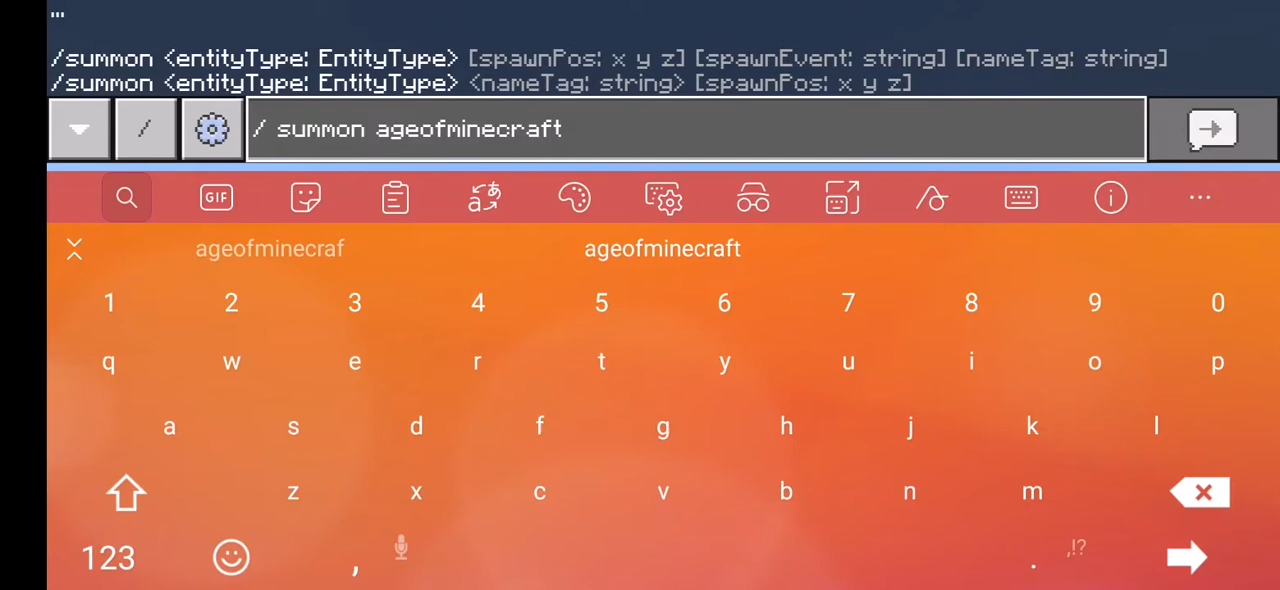 ...
/summon <entityType: EntityType> [spawnPos: x y z] [spawnEvent: string] [nameTag: string]
/summon <entityType: EntityType> <nameTag: string> [spawnPos: x y z]
/ / summon ageofminecraft
GIF
ageofminecraf ageofminecraft
1 2 3 4 5 6 7 8 9 0
q w e r t y u i o p
a s d f g h j k l
z x c v b n m
123 , . ,!?